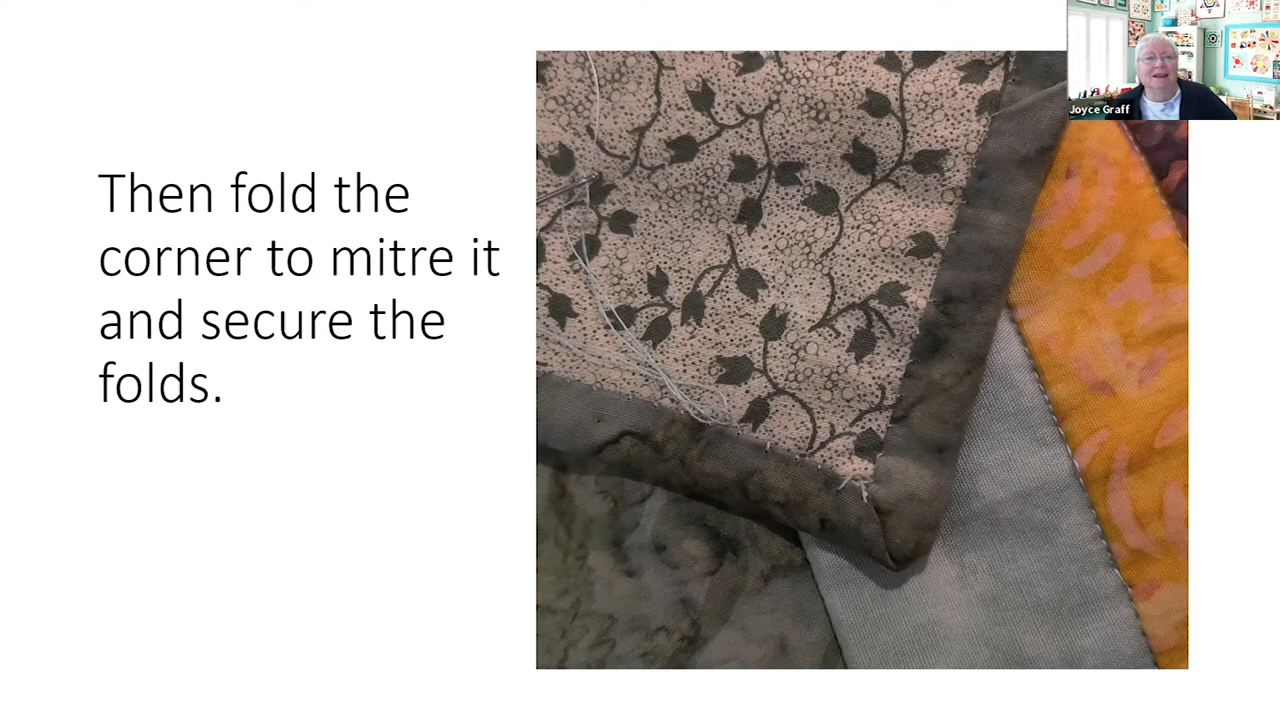 Then fold the
corner to mitre it
and secure the
folds.
Joyce Graff